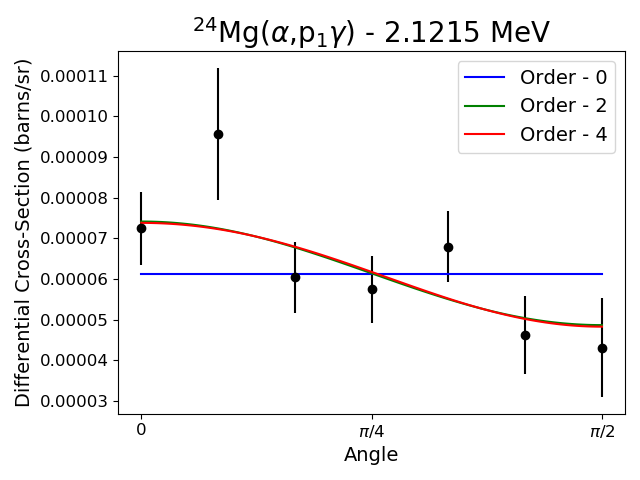 ²⁴Mg(α,p₁γ) - 2.1215 MeV
Differential Cross-Section (barns/sr)
0.00011
0.00010
0.00009
0.00008
0.00007
0.00006
0.00005
0.00004
0.00003
Order - 0
Order - 2
Order - 4
0
π/4
π/2
Angle